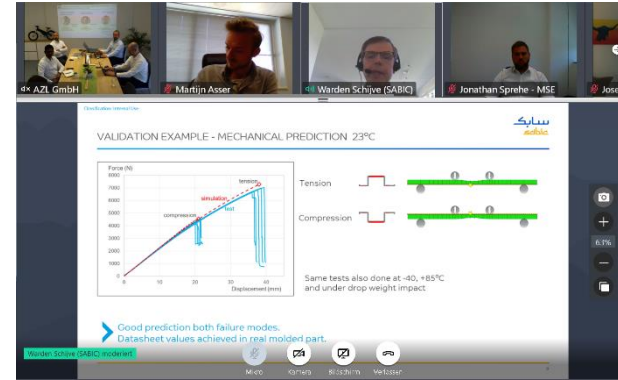 AZL GmbH
Martijn Asser
Warden Schijve (SABIC)
Jonathan Sprehe - MSE
Jose
سابک
sabic
VALIDATION EXAMPLE - MECHANICAL PREDICTION 23°C
Force (N)
8000
7000
6000
5000
4000
3000
2000
1000
0
0
10
20
30
40
50
Displacement (mm)
tension
simulation
test
compression
Tension
Compression
Same tests also done at -40, +85°C
and under drop weight impact
Good prediction both failure modes.
Datasheet values achieved in real molded part.
Warden Schijve (SABIC) moderiert
Mikro
Kamera
Bildschirm
Verlassen
61%